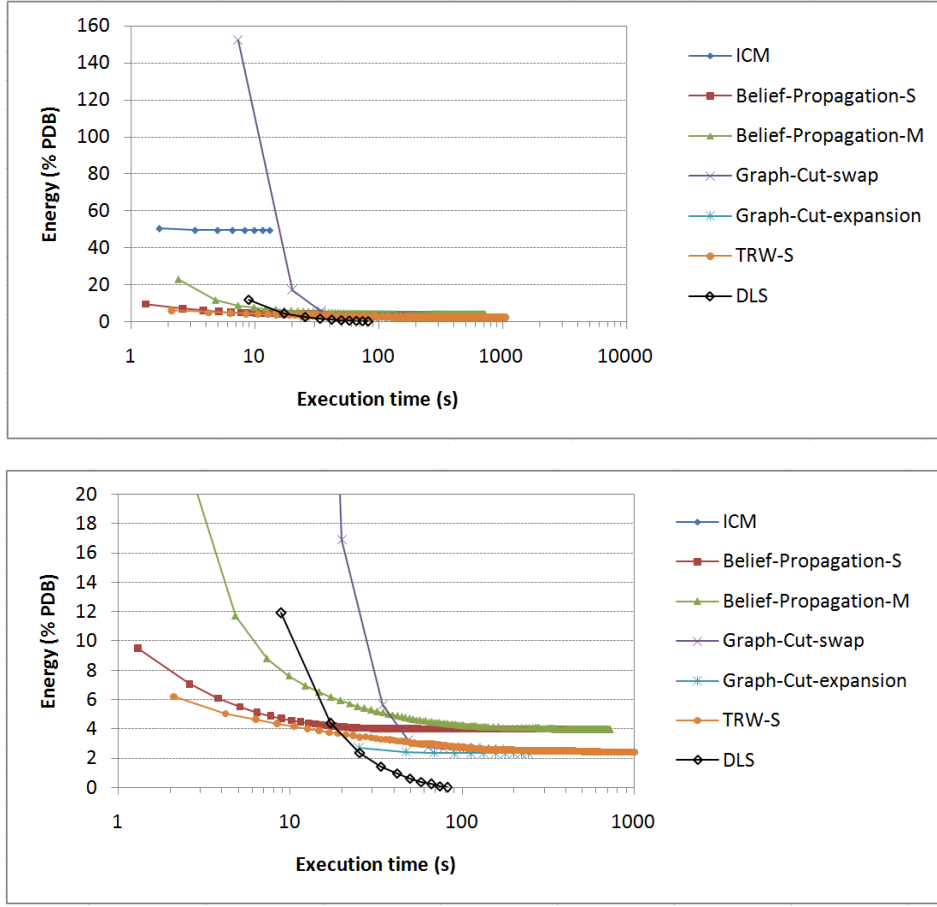 160
140
120
100
80
60
40
20
0
Energy (% PDB)
1 10 100 1000 10000
Execution time (s)
ICM
Belief-Propagation-S
Belief-Propagation-M
Graph-Cut-swap
Graph-Cut-expansion
TRW-S
DLS
20
18
16
14
12
10
8
6
4
2
0
Energy (% PDB)
1 10 100 1000
Execution time (s)
ICM
Belief-Propagation-S
Belief-Propagation-M
Graph-Cut-swap
Graph-Cut-expansion
TRW-S
DLS